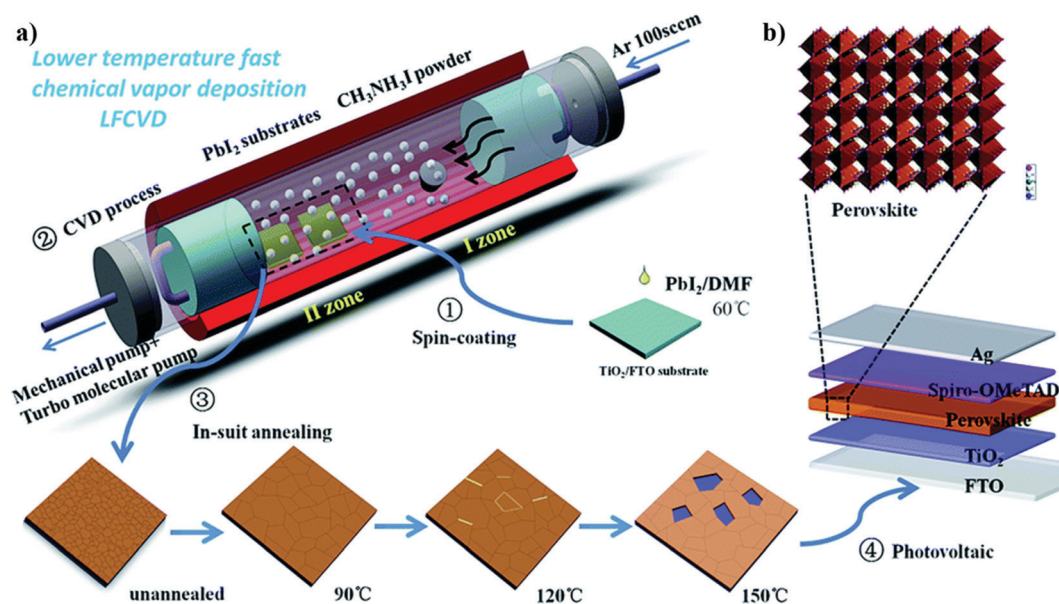 a)
Lower temperature fast
chemical vapor deposition
LFCVD
PbI₂ substrates
CH₃NH₃I powder
Ar 100sccm
② CVD process
I zone
II zone
Mechanical pump+
Turbo molecular pump
①
Spin-coating
PbI₂/DMF
60℃
TiO₂/FTO substrate
③
In-suit annealing
unannealed
90℃
120℃
150℃
④ Photovoltaic
b)
Perovskite
Ag
Spiro-OMeTAD
Perovskite
TiO₂
FTO